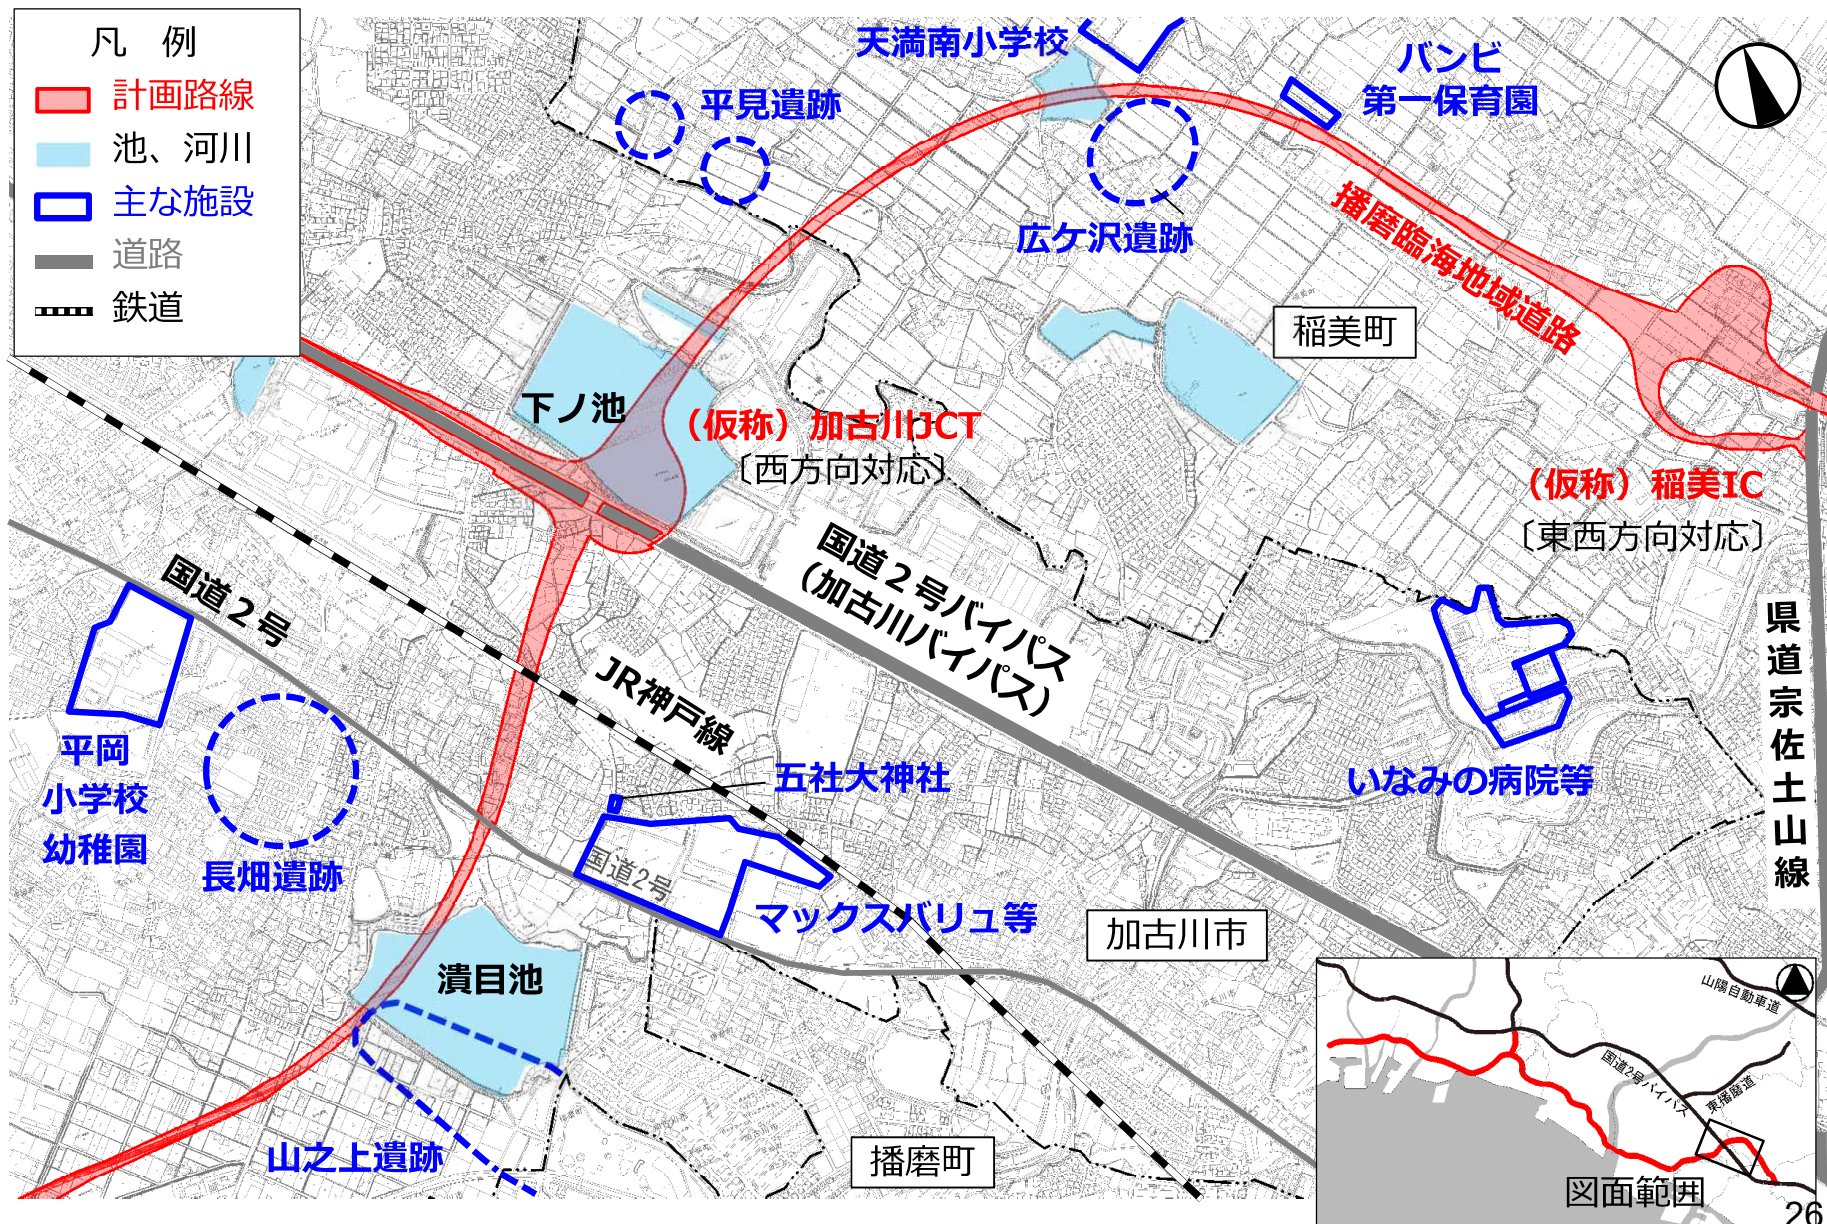 凡 例
計画路線
池、河川
主な施設
道路
鉄道
天満南小学校
バンビ
第一保育園
平見遺跡
広ケ沢遺跡
播磨臨海地域道路
稲美町
下ノ池
（仮称）加古川JCT
〔西方向対応〕
（仮称）稲美IC
〔東西方向対応〕
国道２号バイパス
（加古川バイパス）
国道２号
JR神戸線
県道宗佐土山線
平岡
小学校
幼稚園
長畑遺跡
五社大神社
国道2号
マックスバリュ等
いなみの病院等
加古川市
潰目池
山之上遺跡
播磨町
山陽自動車道
国道2号バイパス
東播磨道
図面範囲
26